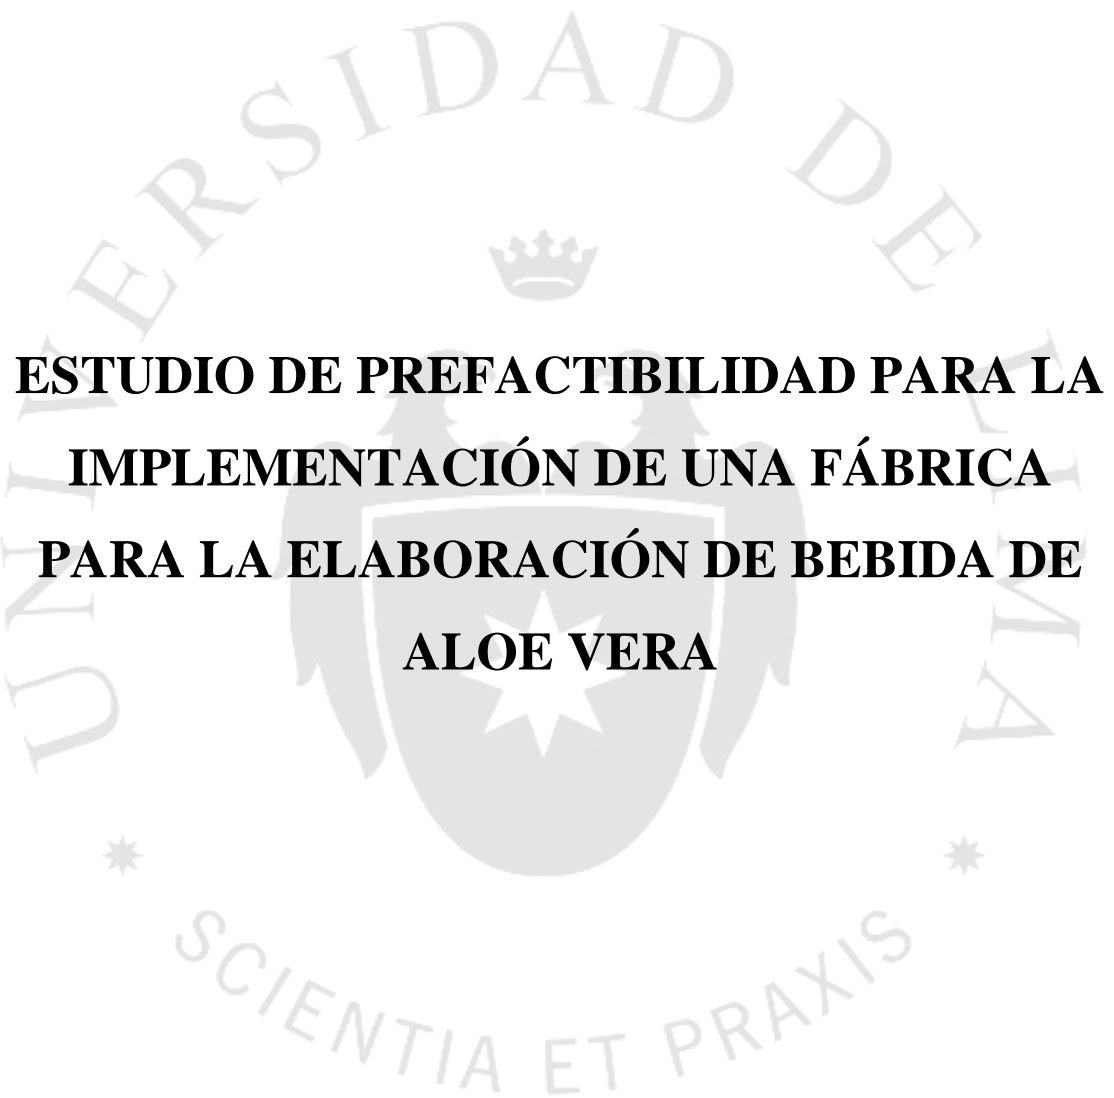 UNIVERSIDAD DE LIMA
ESTUDIO DE PREFACTIBILIDAD PARA LA
IMPLEMENTACIÓN DE UNA FÁBRICA
PARA LA ELABORACIÓN DE BEBIDA DE
ALOE VERA
SCIENTIA ET PRAXIS